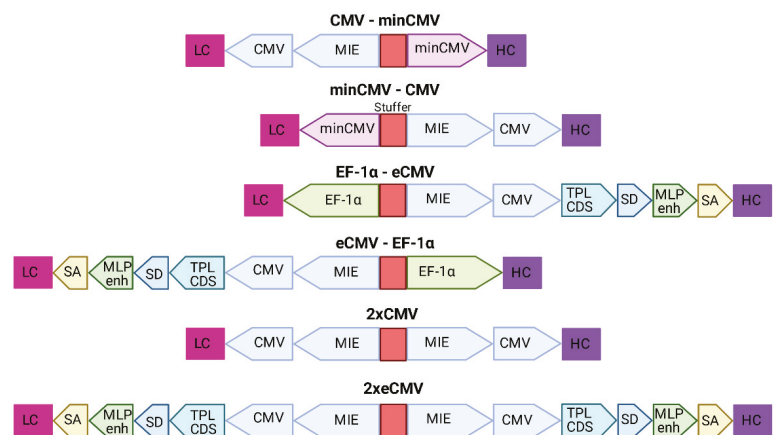 CMV - minCMV
LC CMV MIE minCMV HC
minCMV - CMV
Stuffer
LC minCMV MIE CMV HC
EF-1α - eCMV
LC EF-1α MIE CMV TPL CDS SD MLP enh SA HC
eCMV - EF-1α
LC SA MLP enh SD TPL CDS CMV MIE EF-1α HC
2xCMV
LC CMV MIE MIE CMV HC
2xeCMV
LC SA MLP enh SD TPL CDS CMV MIE MIE CMV TPL CDS SD MLP enh SA HC